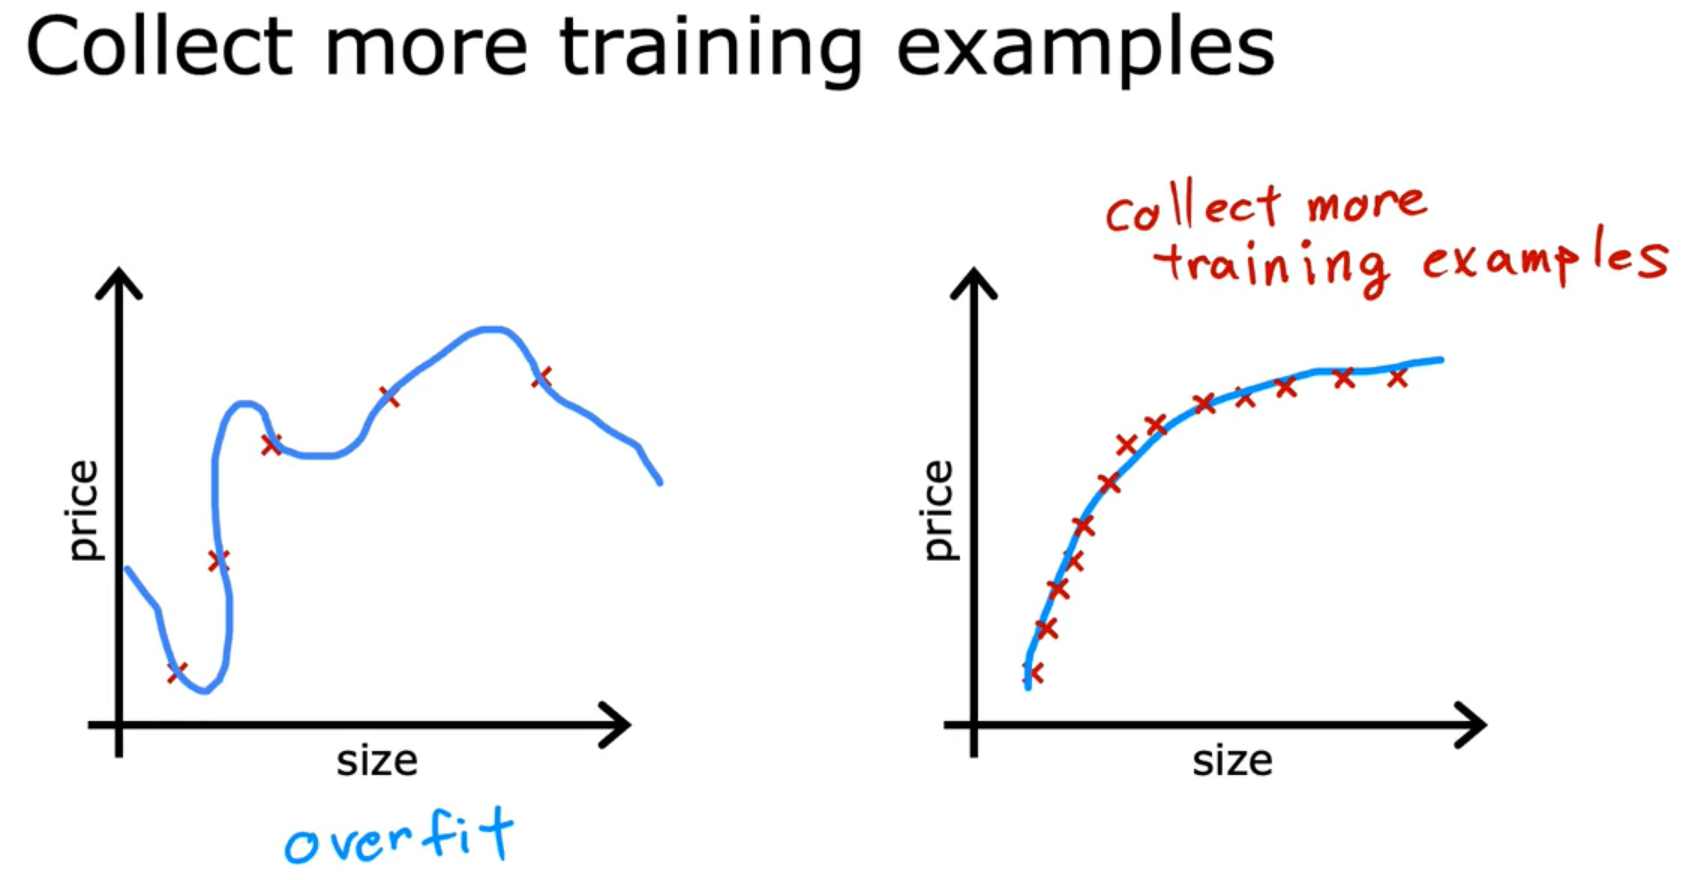 Collect more training examples
collect more
training examples
price
size
overfit
price
size